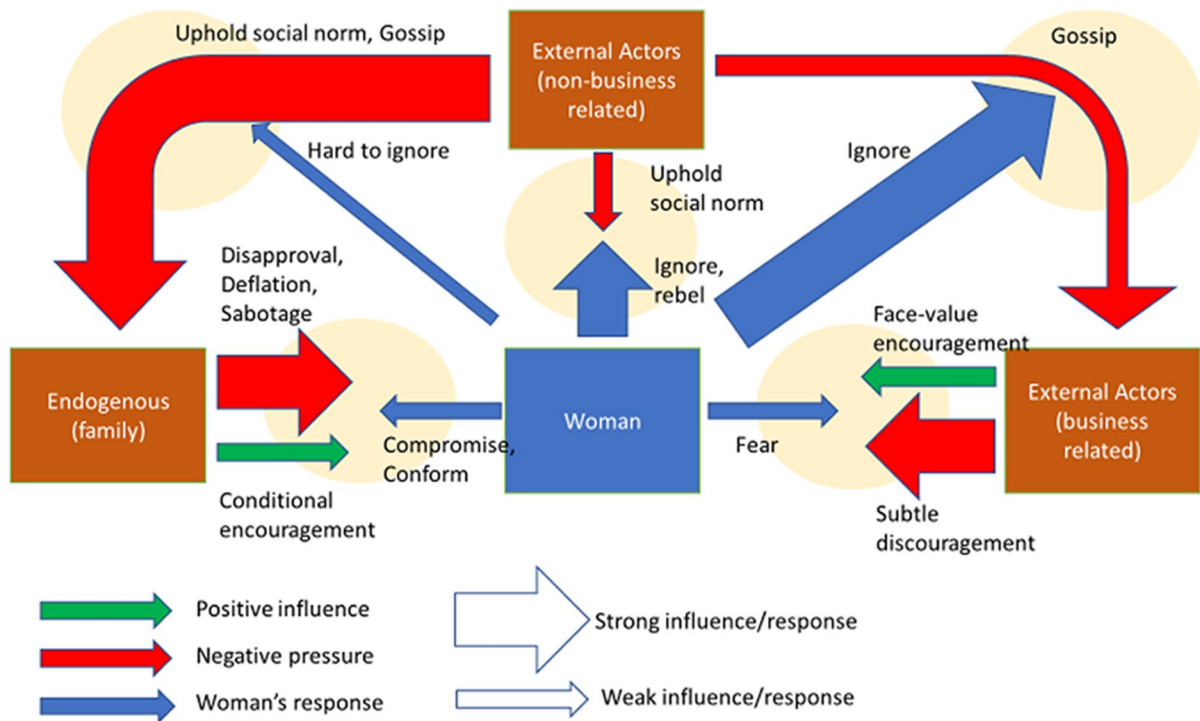 Uphold social norm, Gossip
External Actors
(non-business
related)
Gossip
Hard to ignore
Ignore
Uphold
social norm
Disapproval,
Deflation,
Sabotage
Ignore,
rebel
Face-value
encouragement
Endogenous
(family)
Woman
External Actors
(business
related)
Compromise,
Conform
Fear
Conditional
encouragement
Subtle
discouragement
Positive influence
Strong influence/response
Negative pressure
Woman's response
Weak influence/response